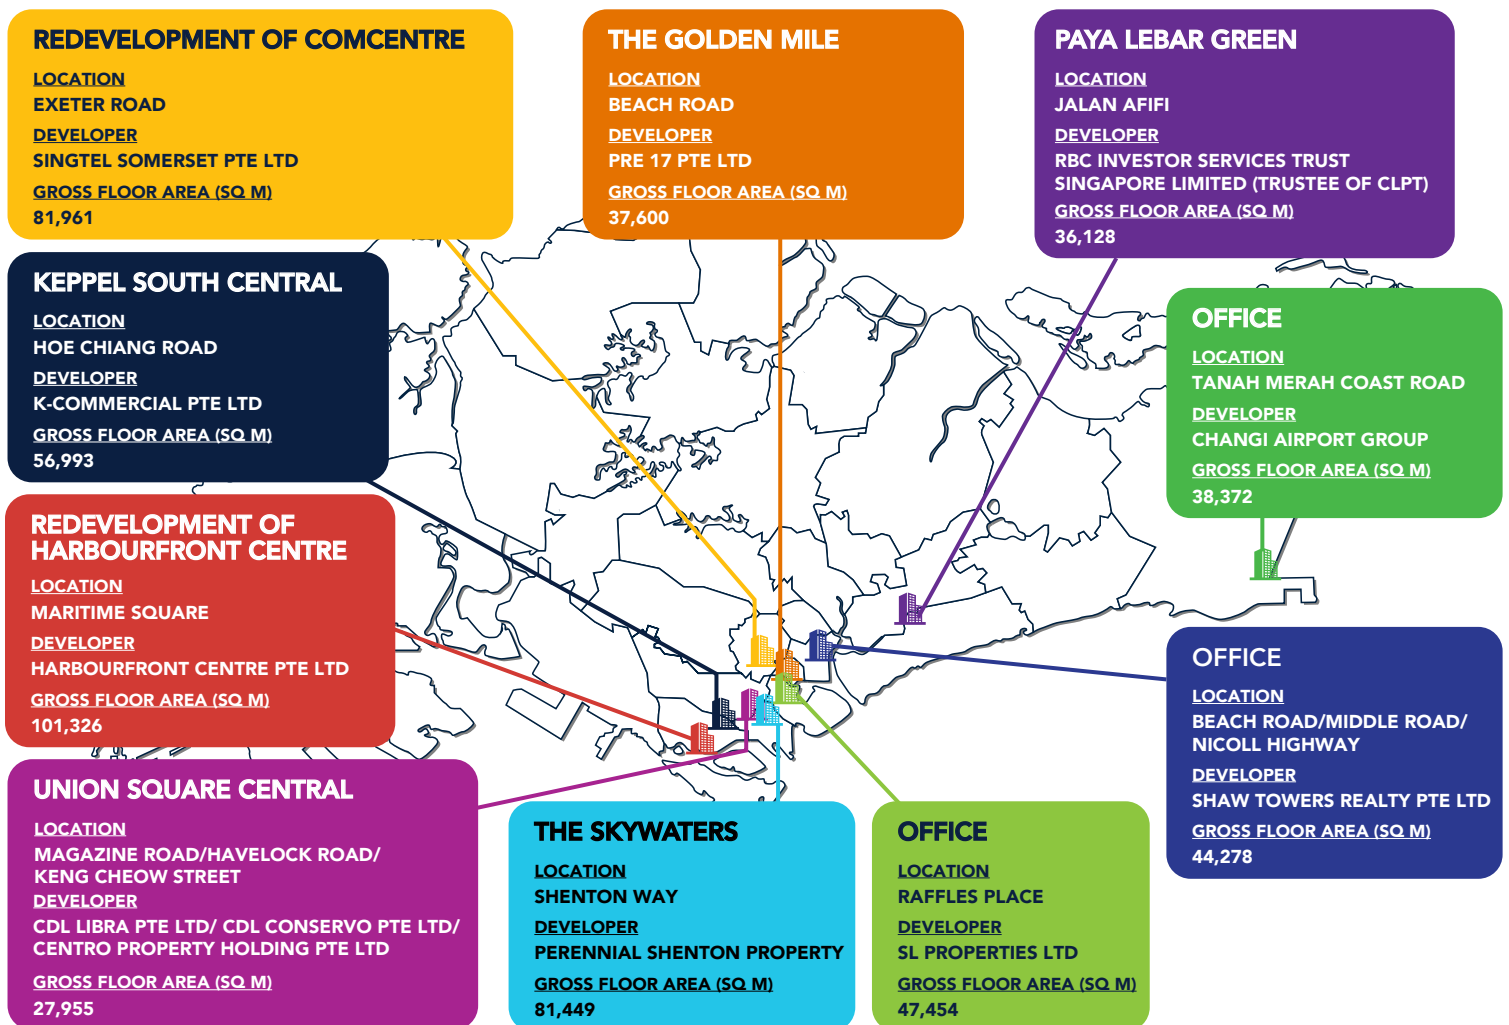 REDEVELOPMENT OF COMCENTRE
LOCATION
EXETER ROAD
DEVELOPER
SINGTEL SOMERSET PTE LTD
GROSS FLOOR AREA (SQ M)
81,961
THE GOLDEN MILE
LOCATION
BEACH ROAD
DEVELOPER
PRE 17 PTE LTD
GROSS FLOOR AREA (SQ M)
37,600
PAYA LEBAR GREEN
LOCATION
JALAN AFIFI
DEVELOPER
RBC INVESTOR SERVICES TRUST
SINGAPORE LIMITED (TRUSTEE OF CLPT)
GROSS FLOOR AREA (SQ M)
36,128
KEPPEL SOUTH CENTRAL
LOCATION
HOE CHIANG ROAD
DEVELOPER
K-COMMERCIAL PTE LTD
GROSS FLOOR AREA (SQ M)
56,993
OFFICE
LOCATION
TANAH MERAH COAST ROAD
DEVELOPER
CHANGI AIRPORT GROUP
GROSS FLOOR AREA (SQ M)
38,372
REDEVELOPMENT OF
HARBOURFRONT CENTRE
LOCATION
MARITIME SQUARE
DEVELOPER
HARBOURFRONT CENTRE PTE LTD
GROSS FLOOR AREA (SQ M)
101,326
OFFICE
LOCATION
BEACH ROAD/MIDDLE ROAD/
NICOLL HIGHWAY
DEVELOPER
SHAW TOWERS REALTY PTE LTD
GROSS FLOOR AREA (SQ M)
44,278
UNION SQUARE CENTRAL
LOCATION
MAGAZINE ROAD/HAVELOCK ROAD/
KENG CHEOW STREET
DEVELOPER
CDL LIBRA PTE LTD/ CDL CONSERVO PTE LTD/
CENTRO PROPERTY HOLDING PTE LTD
GROSS FLOOR AREA (SQ M)
27,955
THE SKYWATERS
LOCATION
SHENTON WAY
DEVELOPER
PERENNIAL SHENTON PROPERTY
GROSS FLOOR AREA (SQ M)
81,449
OFFICE
LOCATION
RAFFLES PLACE
DEVELOPER
SL PROPERTIES LTD
GROSS FLOOR AREA (SQ M)
47,454